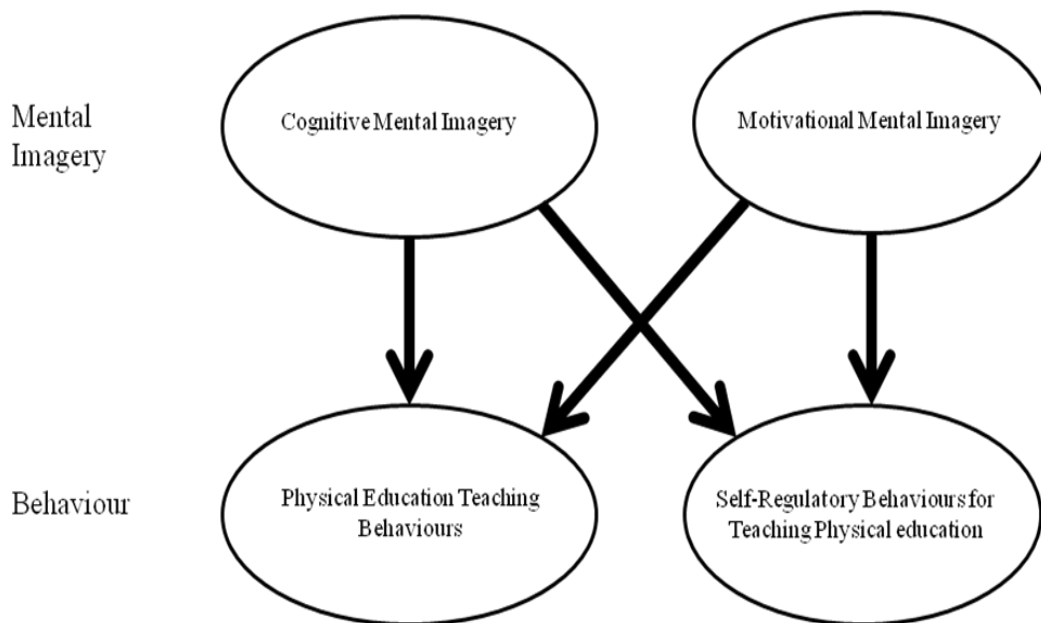 Mental
Imagery
Cognitive Mental Imagery
Motivational Mental Imagery
Behaviour
Physical Education Teaching
Behaviours
Self-Regulatory Behaviours for
Teaching Physical education